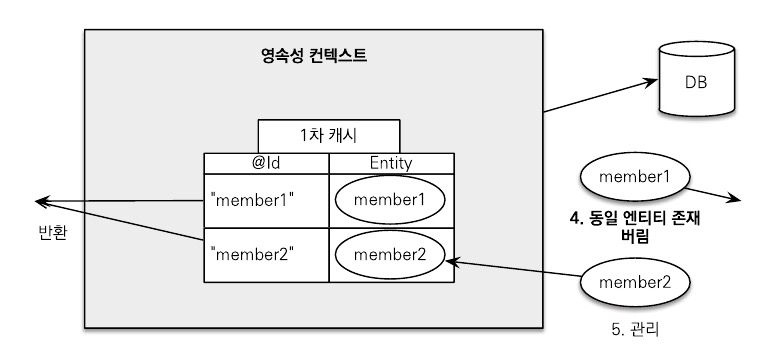 영속성 컨텍스트
DB
1차 캐시
@Id
Entity
"member1"
member1
member1
4. 동일 엔티티 존재
버림
반환
"member2"
member2
member2
5. 관리